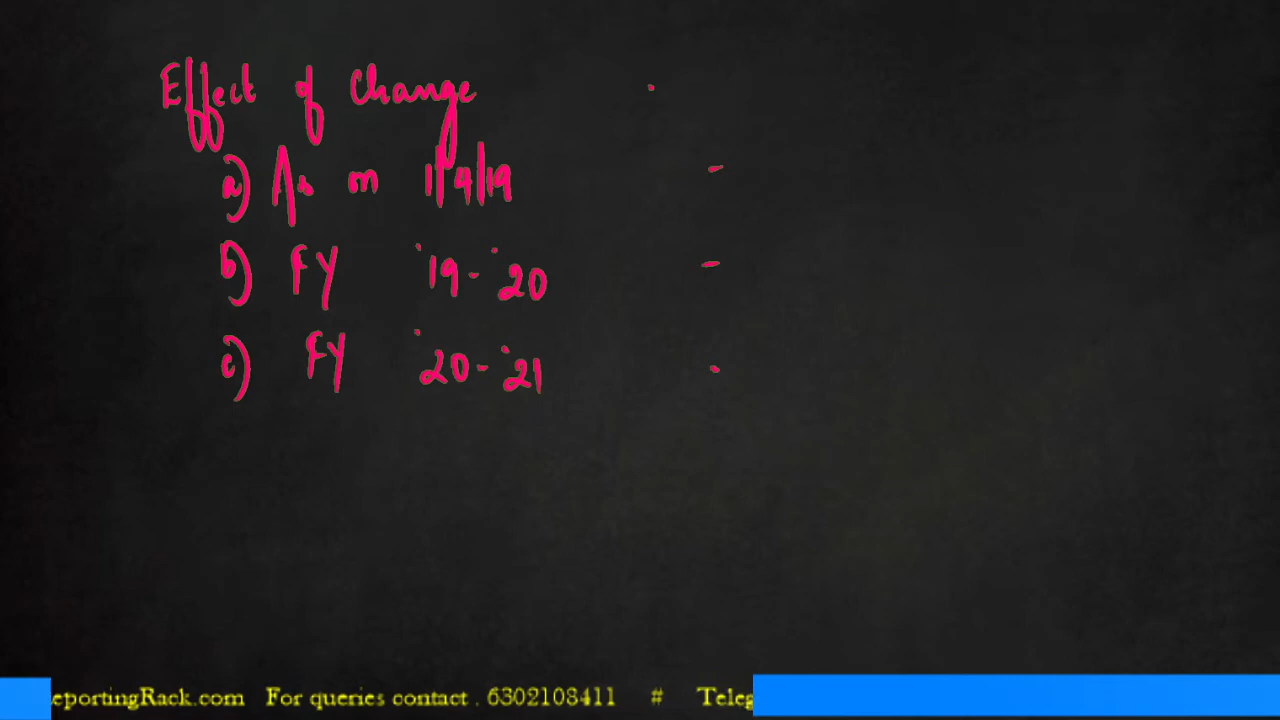 Effect of Change
a) As on 1/4/19 -
b) FY '19 - '20 -
c) FY '20 - '21 -
eportingRack.com For queries contact . 6302108411 # Teleg